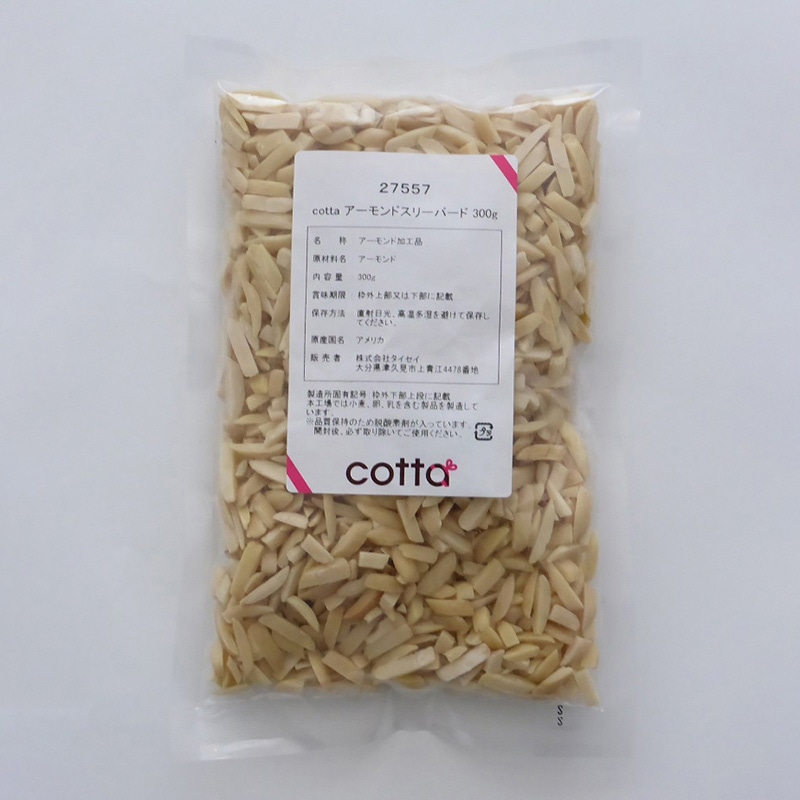 27557
cotta アーモンドスリーバード 300g
名 称 アーモンド加工品
原材料名 アーモンド
内容量 300g
賞味期限 枠外上部又は下部に記載
保存方法 直射日光、高温多湿を避けて保存し
てください。
原産国名 アメリカ
販売者 株式会社タイセイ
大分県津久見市上青江4478番地
製造所固有記号 枠外下部上段に記載
本工場では小麦、卵、乳を含む製品を製造して
います。
※品質保持のため脱酸素剤が入っています。
開封後、必ず取り除いてご使用ください。
プラ
cotta